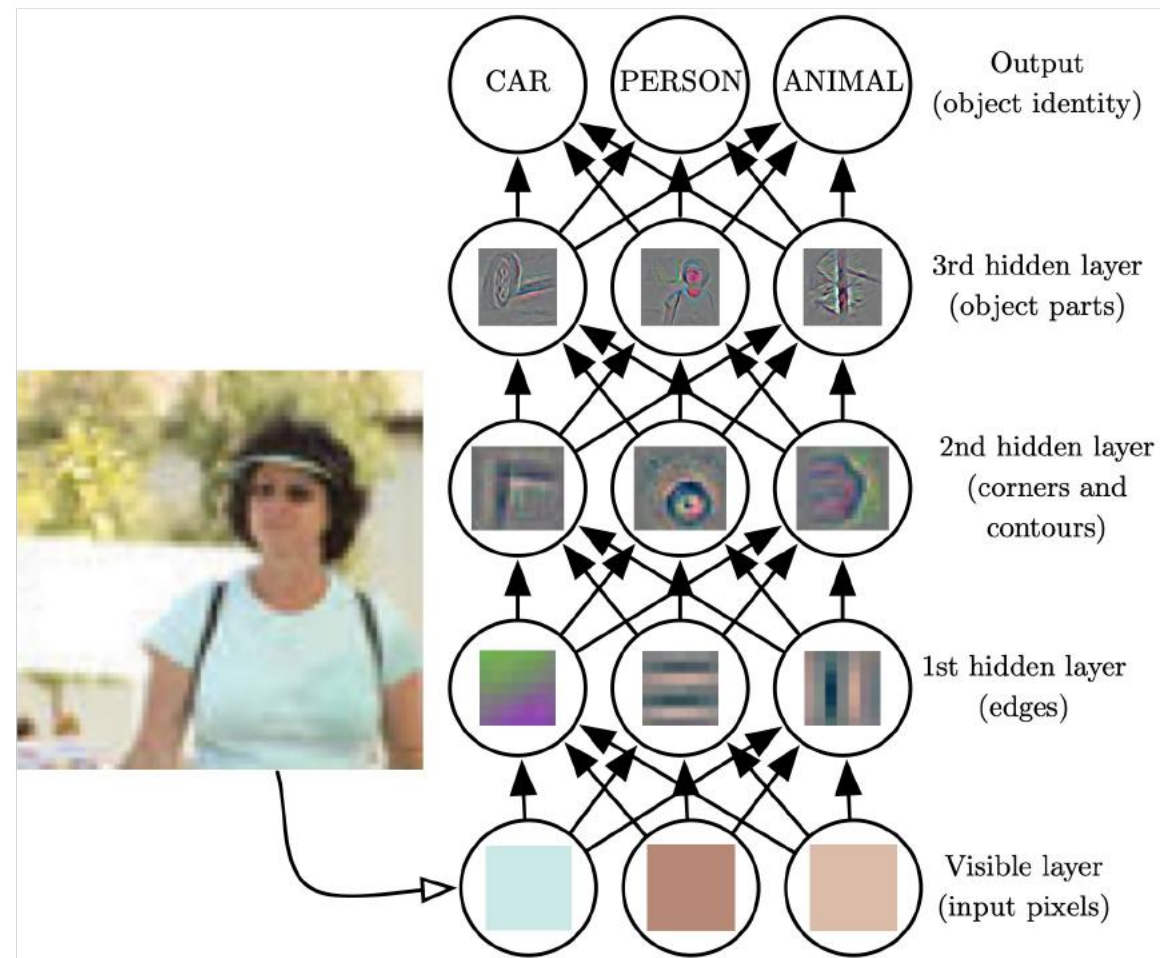 CAR
PERSON
ANIMAL
Output
(object identity)
3rd hidden layer
(object parts)
2nd hidden layer
(corners and
contours)
1st hidden layer
(edges)
Visible layer
(input pixels)